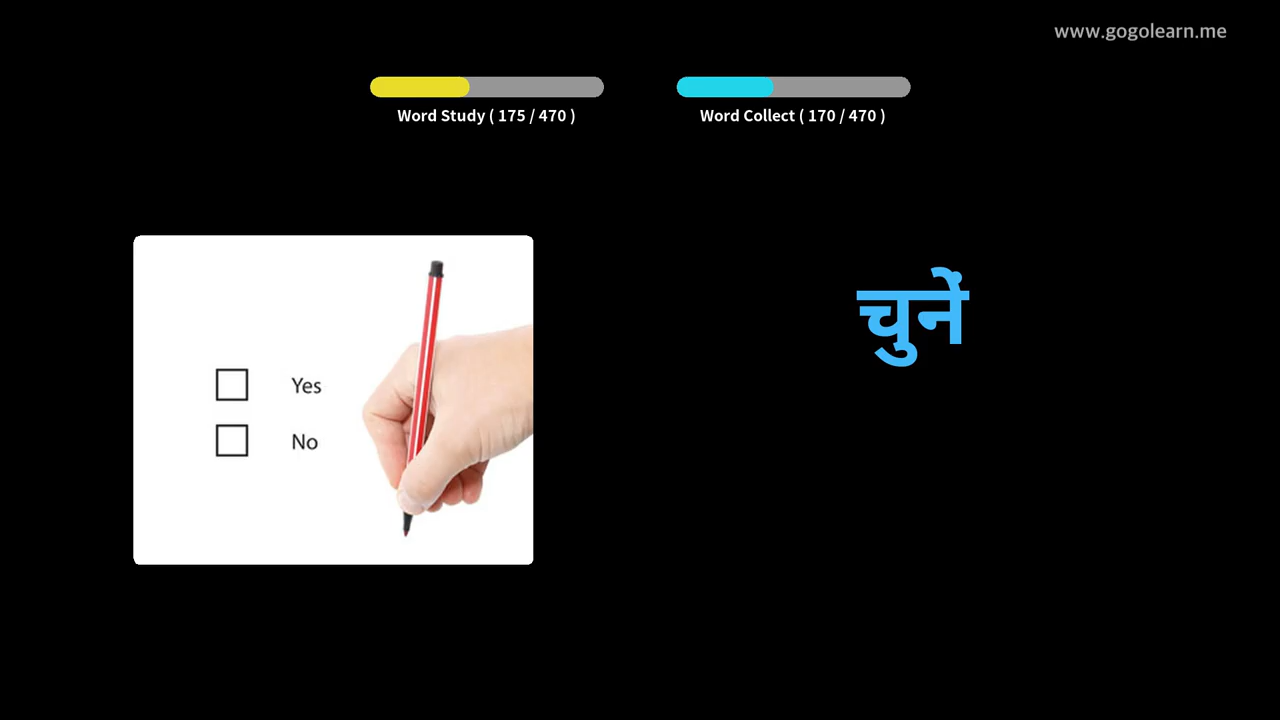 www.gogolearn.me
Word Study ( 175 / 470 )
Word Collect ( 170 / 470 )
Yes
No
चुनें